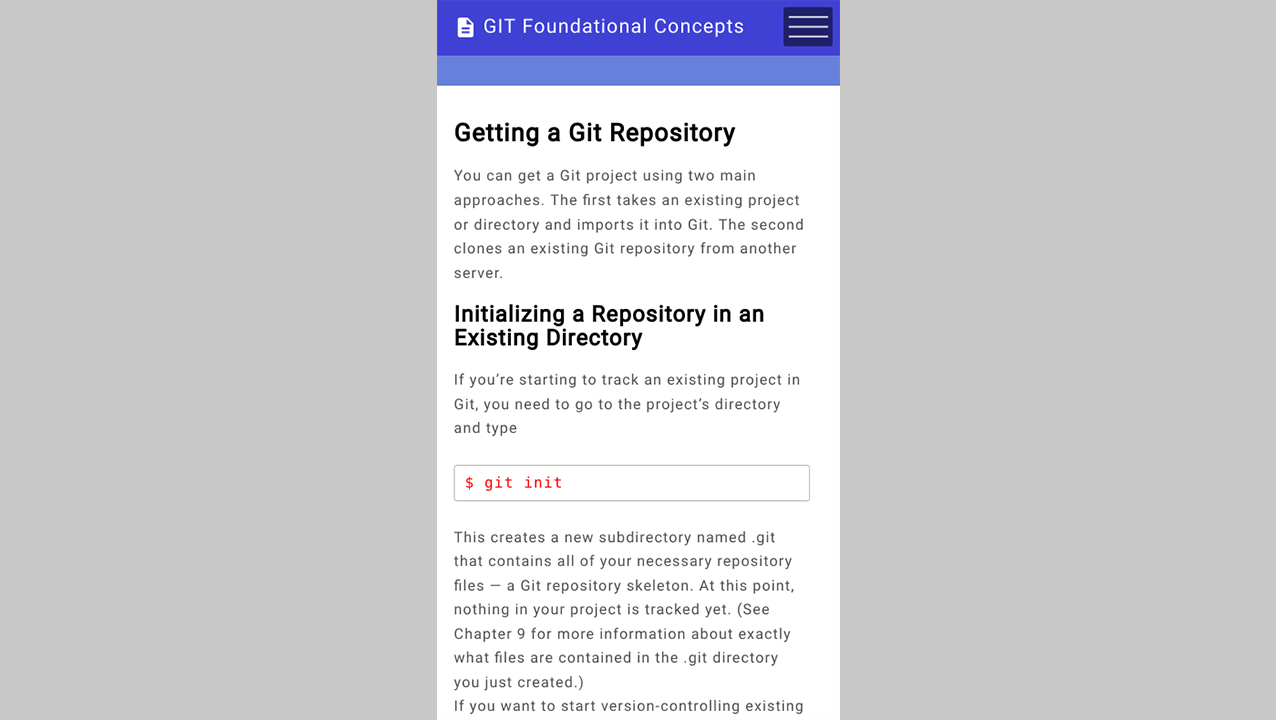 GIT Foundational Concepts
Getting a Git Repository
You can get a Git project using two main
approaches. The first takes an existing project
or directory and imports it into Git. The second
clones an existing Git repository from another
server.
Initializing a Repository in an
Existing Directory
If you’re starting to track an existing project in
Git, you need to go to the project’s directory
and type
$ git init
This creates a new subdirectory named .git
that contains all of your necessary repository
files — a Git repository skeleton. At this point,
nothing in your project is tracked yet. (See
Chapter 9 for more information about exactly
what files are contained in the .git directory
you just created.)
If you want to start version-controlling existing